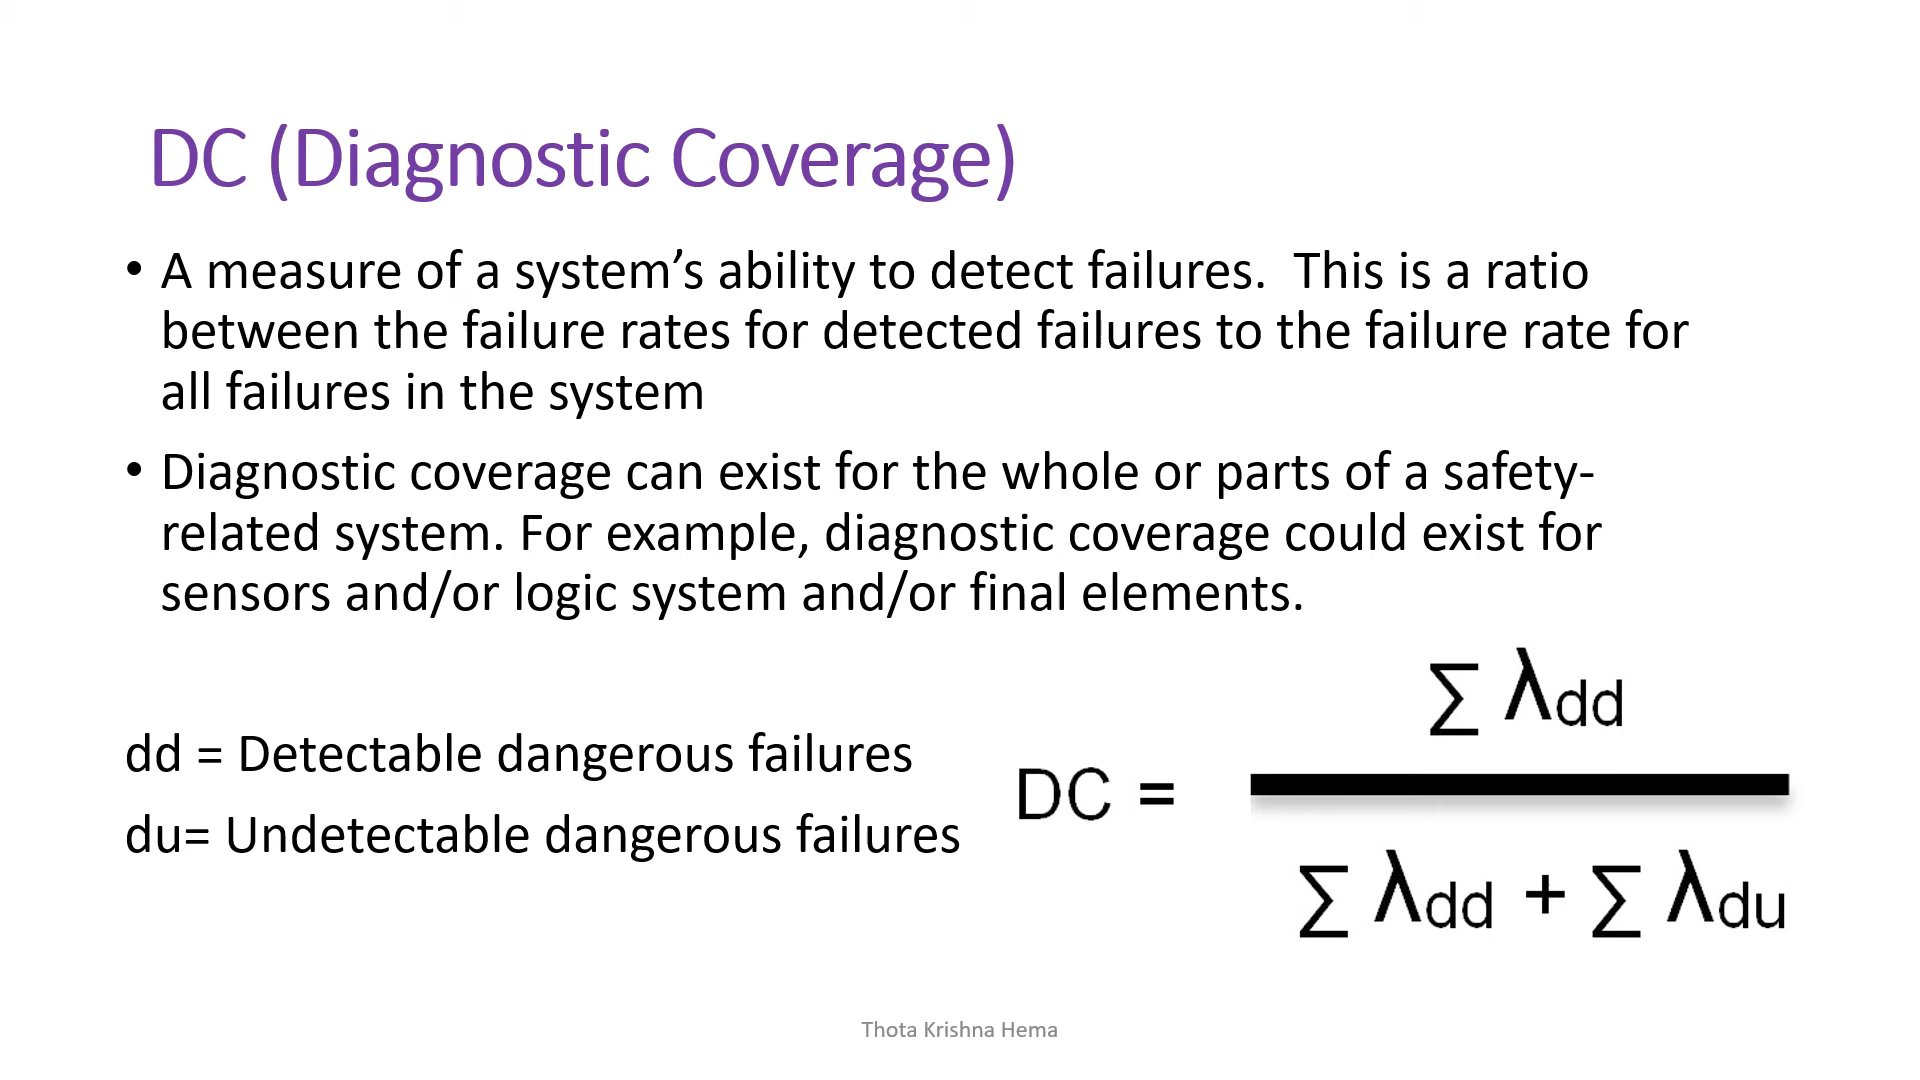 DC (Diagnostic Coverage)
• A measure of a system’s ability to detect failures.  This is a ratio
between the failure rates for detected failures to the failure rate for
all failures in the system
• Diagnostic coverage can exist for the whole or parts of a safety-
related system. For example, diagnostic coverage could exist for
sensors and/or logic system and/or final elements.
dd = Detectable dangerous failures
du= Undetectable dangerous failures
∑ λdd
DC =
∑ λdd + ∑ λdu
Thota Krishna Hema